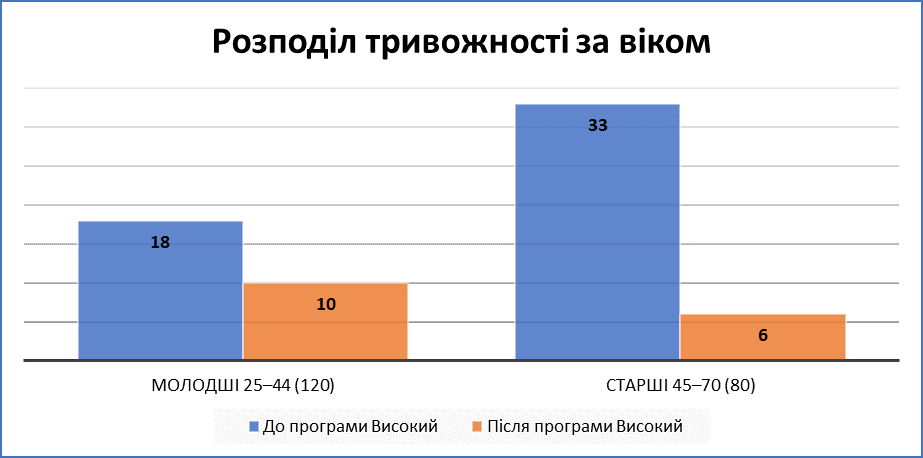 Розподіл тривожності за віком
33
18
10
6
МОЛОДШІ 25–44 (120)
СТАРШІ 45–70 (80)
До програми Високий
Після програми Високий